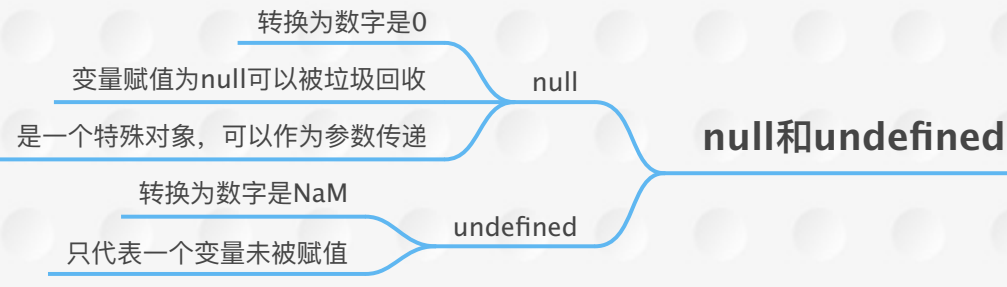 null和undefined
null
转换为数字是0
变量赋值为null可以被垃圾回收
是一个特殊对象，可以作为参数传递
undefined
转换为数字是NaM
只代表一个变量未被赋值